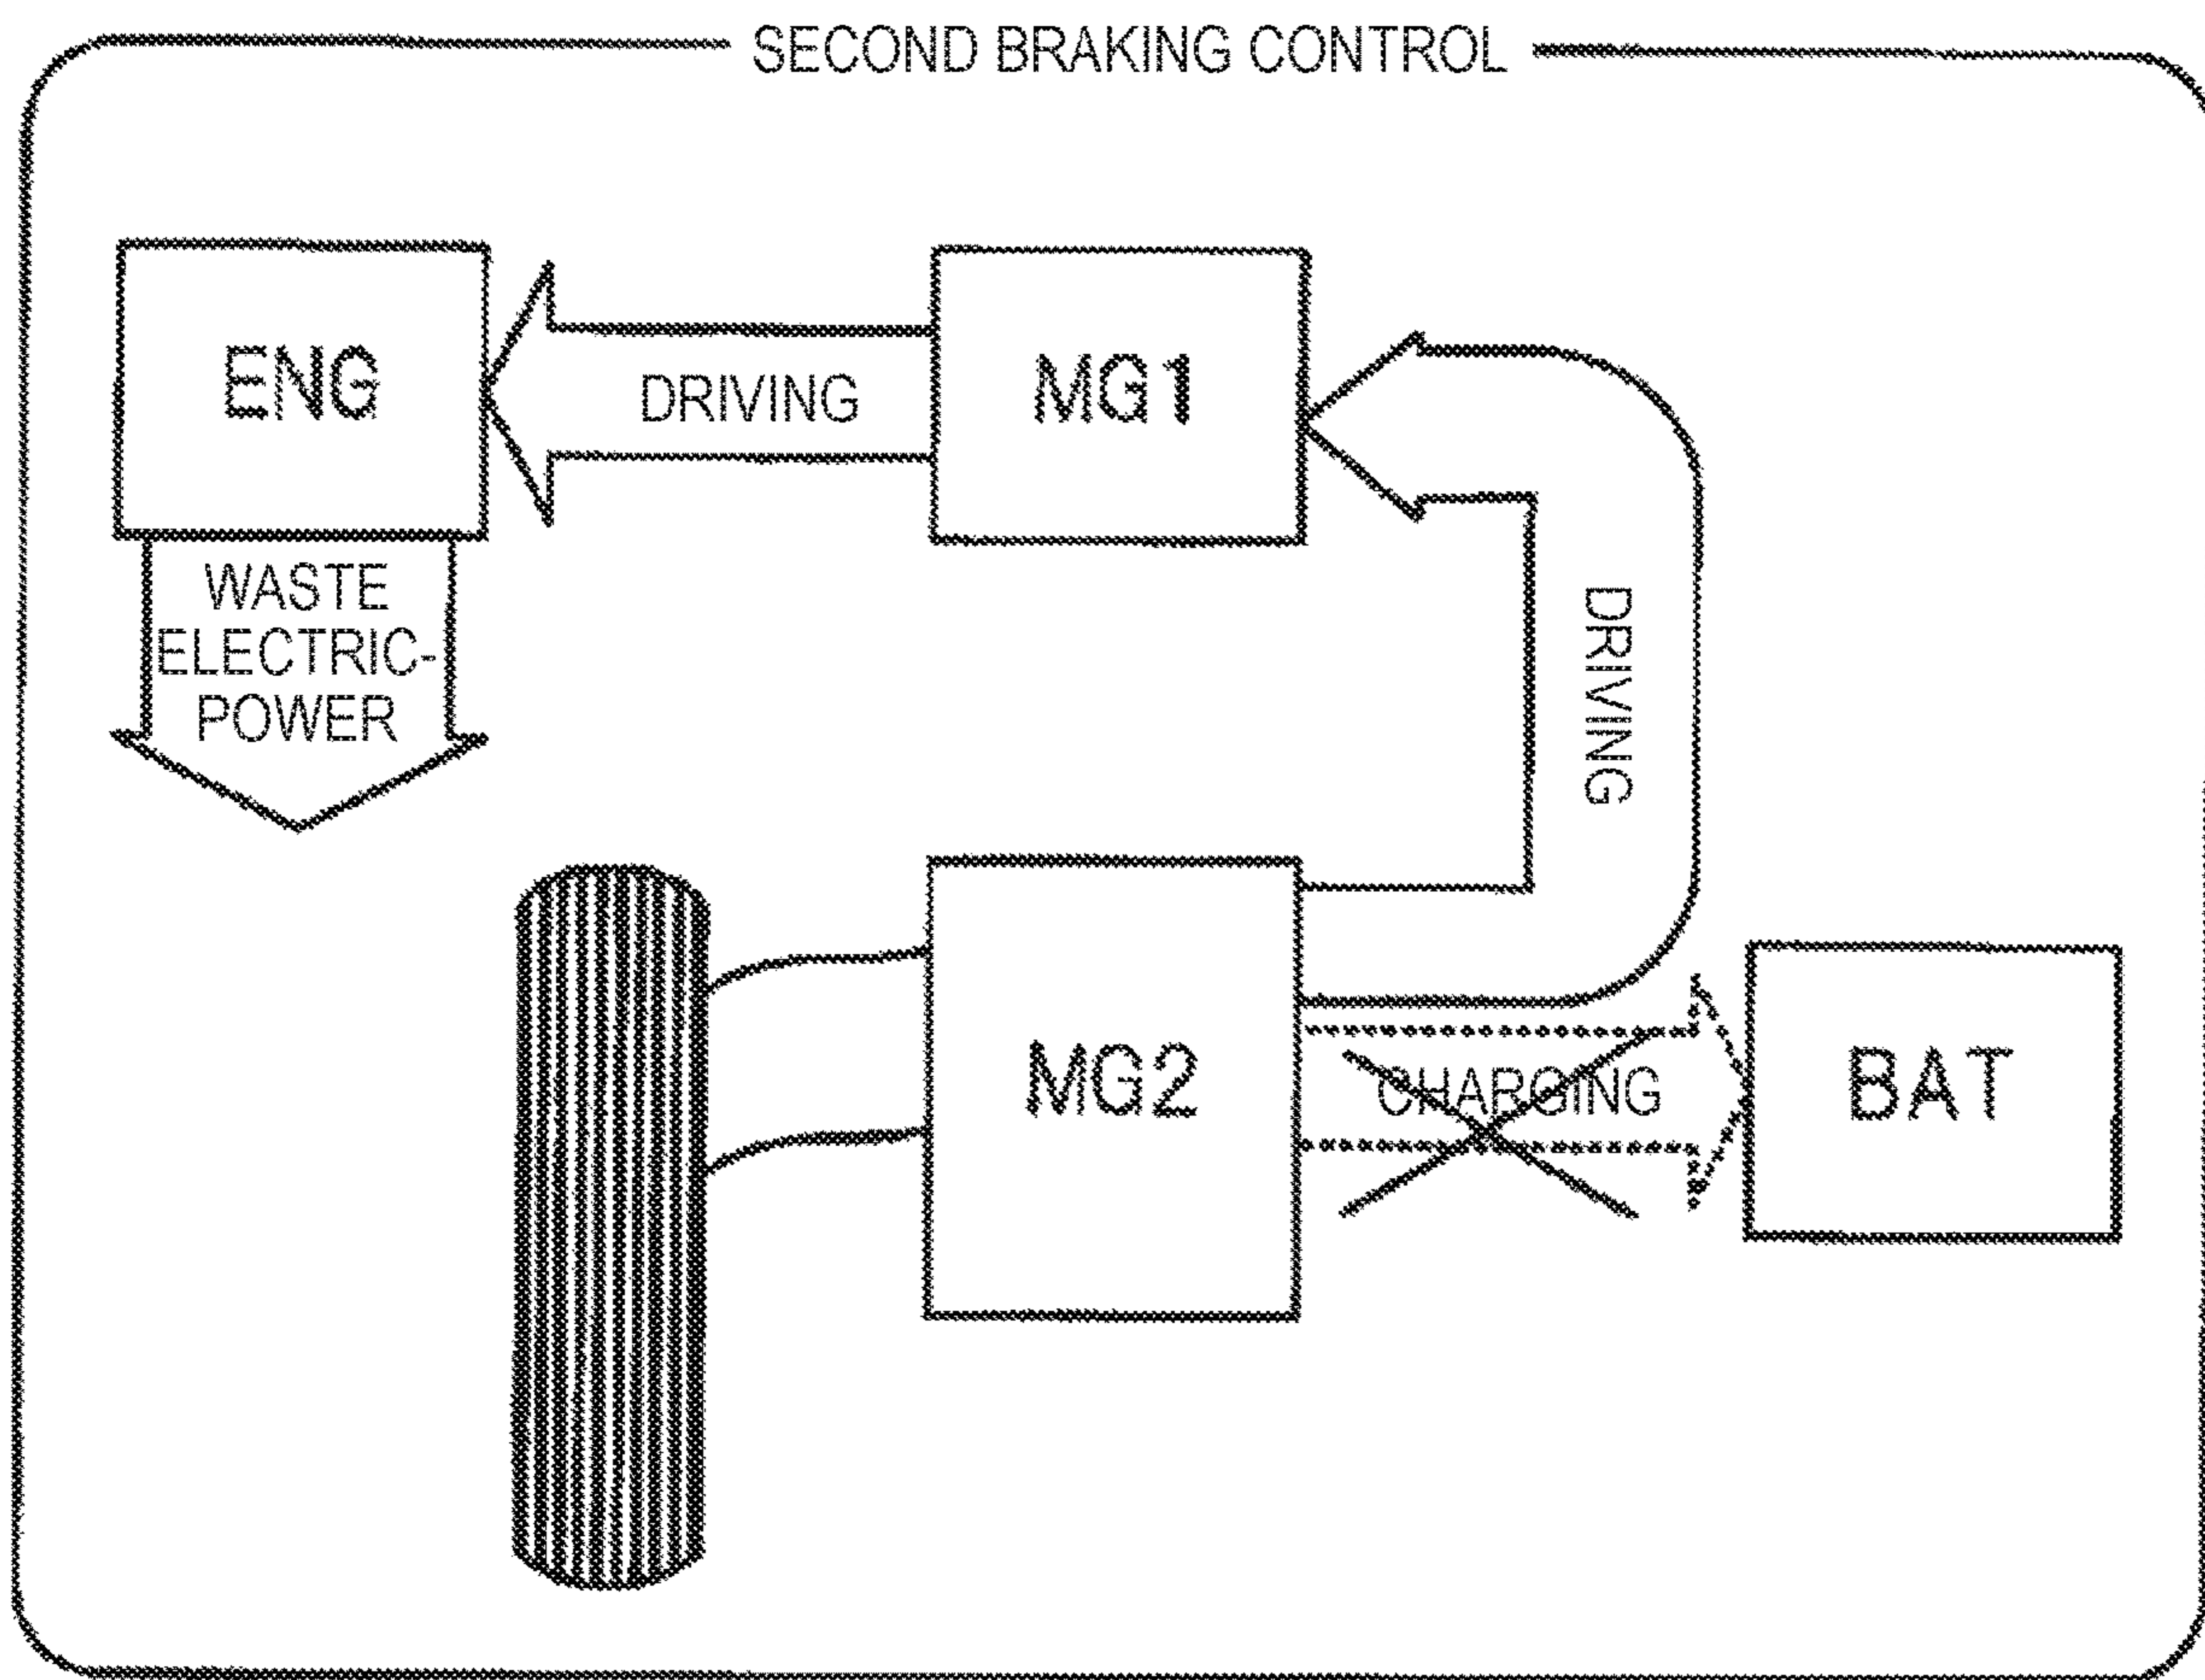 SECOND BRAKING CONTROL
ENG
DRIVING
MG1
WASTE
ELECTRIC-
POWER
DRIVING
MG2
CHARGING
BAT